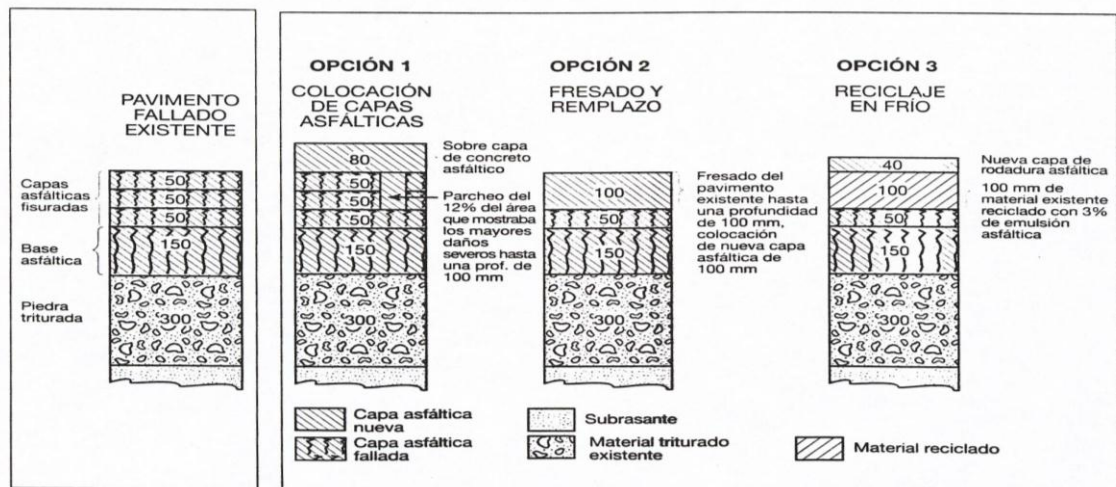 PAVIMENTO
FALLADO
EXISTENTE
Capas
asfálticas
fisuradas
50
50
50
Base
asfáltica
150
Piedra
triturada
300
OPCIÓN 1
COLOCACIÓN
DE CAPAS
ASFÁLTICAS
80
Sobre capa
de concreto
asfáltico
50
50
50
Parcheo del
12% del área
que mostraba
los mayores
daños
severos hasta
una prof. de
100 mm
150
300
OPCIÓN 2
FRESADO Y
REMPLAZO
100
50
150
300
Fresado del
pavimento
existente hasta
una profundidad
de 100 mm,
colocación
de nueva capa
asfáltica de
100 mm
OPCIÓN 3
RECICLAJE
EN FRÍO
40
100
50
150
300
Nueva capa de
rodadura asfáltica
100 mm de
material existente
reciclado con 3%
de emulsión
asfáltica
Capa asfáltica
nueva
Capa asfáltica
fallada
Subrasante
Material triturado
existente
Material reciclado